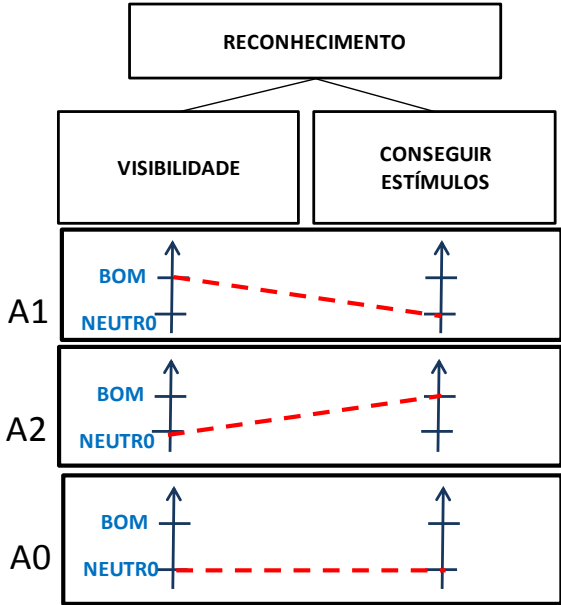 RECONHECIMENTO
VISIBILIDADE
CONSEGUIR
ESTÍMULOS
A1
BOM
NEUTR0
A2
BOM
NEUTR0
A0
BOM
NEUTR0